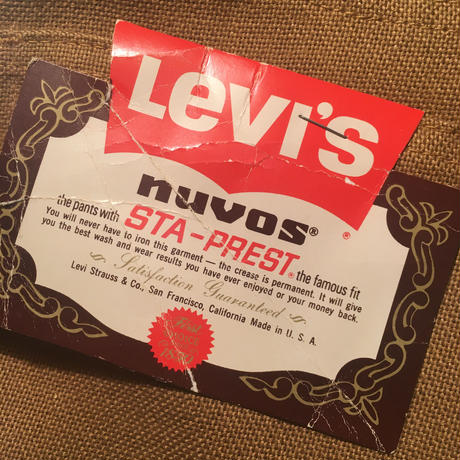 Levi's
nuvos®
the pants with STA-PREST® the famous fit
You will never have to iron this garment — the crease is permanent. It will give
you the best wash and wear results you have ever enjoyed or your money back.
Satisfaction Guaranteed
Levi Strauss & Co., San Francisco, California Made in U. S. A.
®
First